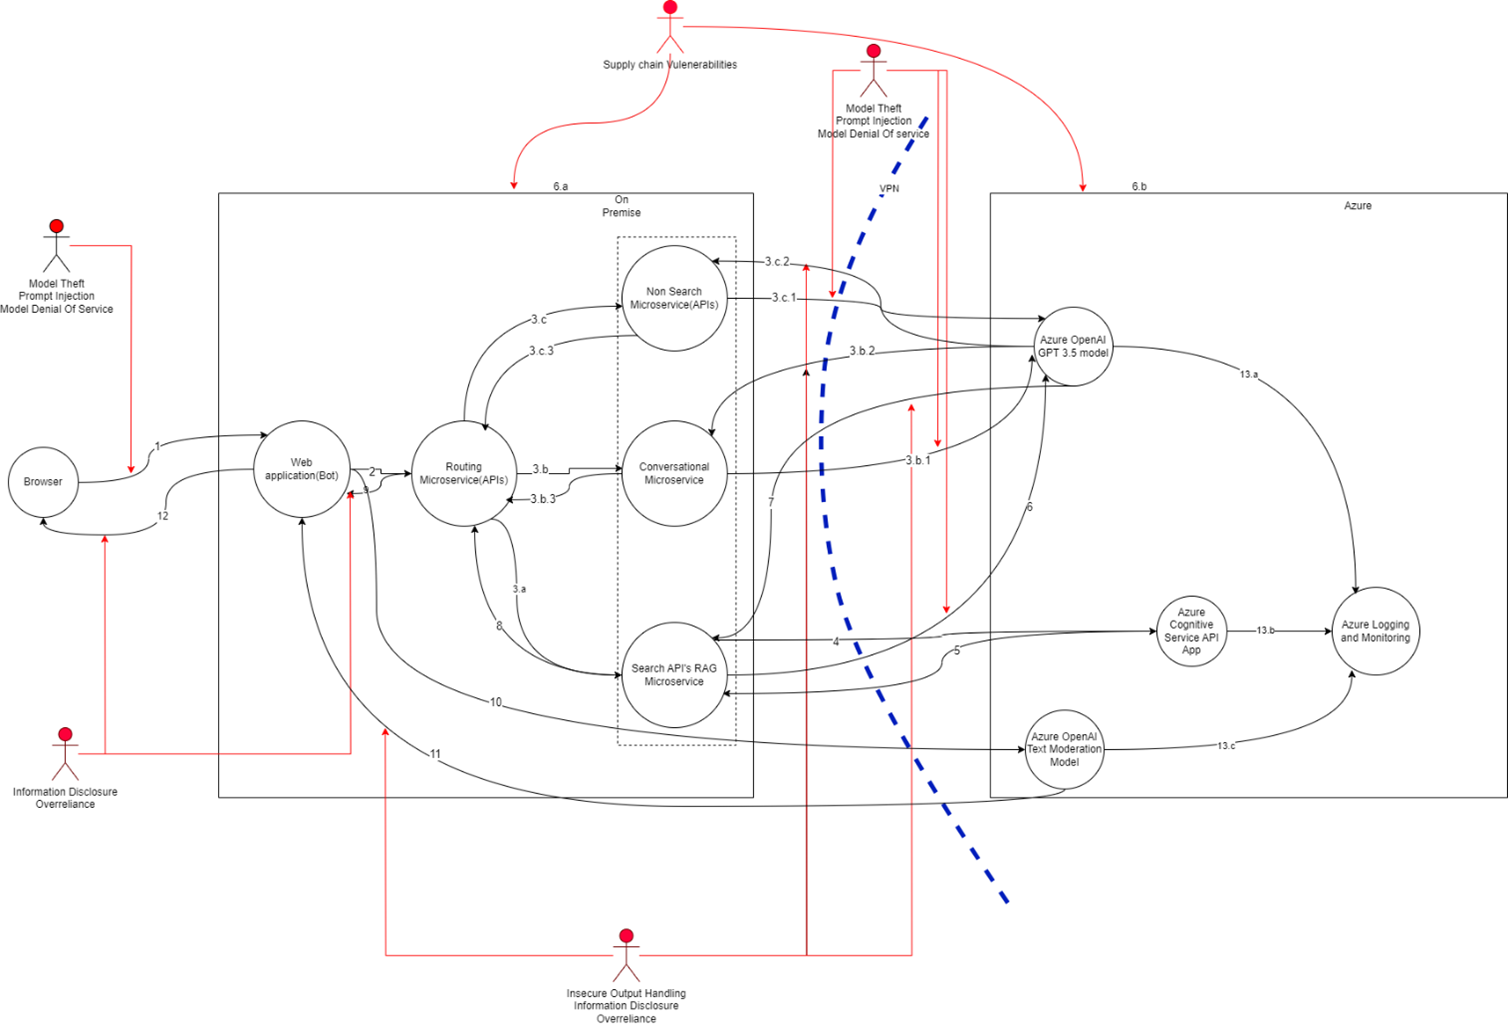 Supply chain Vulenerabilities
Model Theft
Prompt Injection
Model Denial Of service
VPN
6.a
6.b
On
Premise
Azure
Model Theft
Prompt Injection
Model Denial Of Service
3.c.2
Non Search
Microservice(APIs)
3.c.1
3.c
Azure OpenAI
GPT 3.5 model
3.c.3
3.b.2
13.a
1
Web
application(Bot)
2
Routing
Microservice(APIs)
3.b
Conversational
Microservice
3.b.1
Browser
9
3.b.3
7
6
12
3.a
8
Azure
Cognitive
Service API
App
13.b
Azure Logging
and Monitoring
4
5
Search API's RAG
Microservice
10
Azure OpenAI
Text Moderation
Model
13.c
11
Information Disclosure
Overreliance
Insecure Output Handling
Information Disclosure
Overreliance